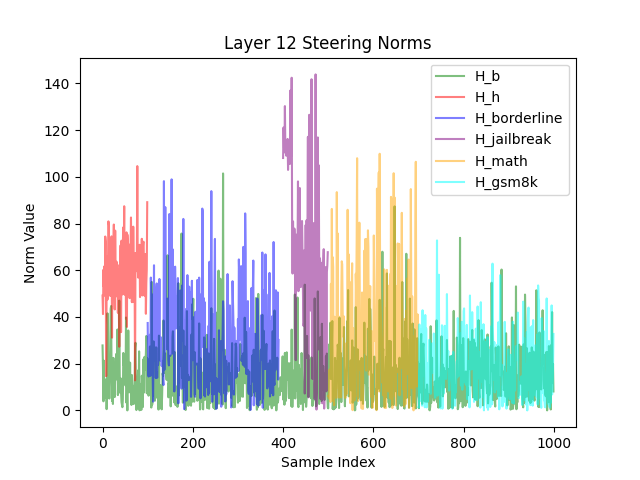 Layer 12 Steering Norms
Norm Value
140
120
100
80
60
40
20
0
H_b
H_h
H_borderline
H_jailbreak
H_math
H_gsm8k
0
200
400
600
800
1000
Sample Index